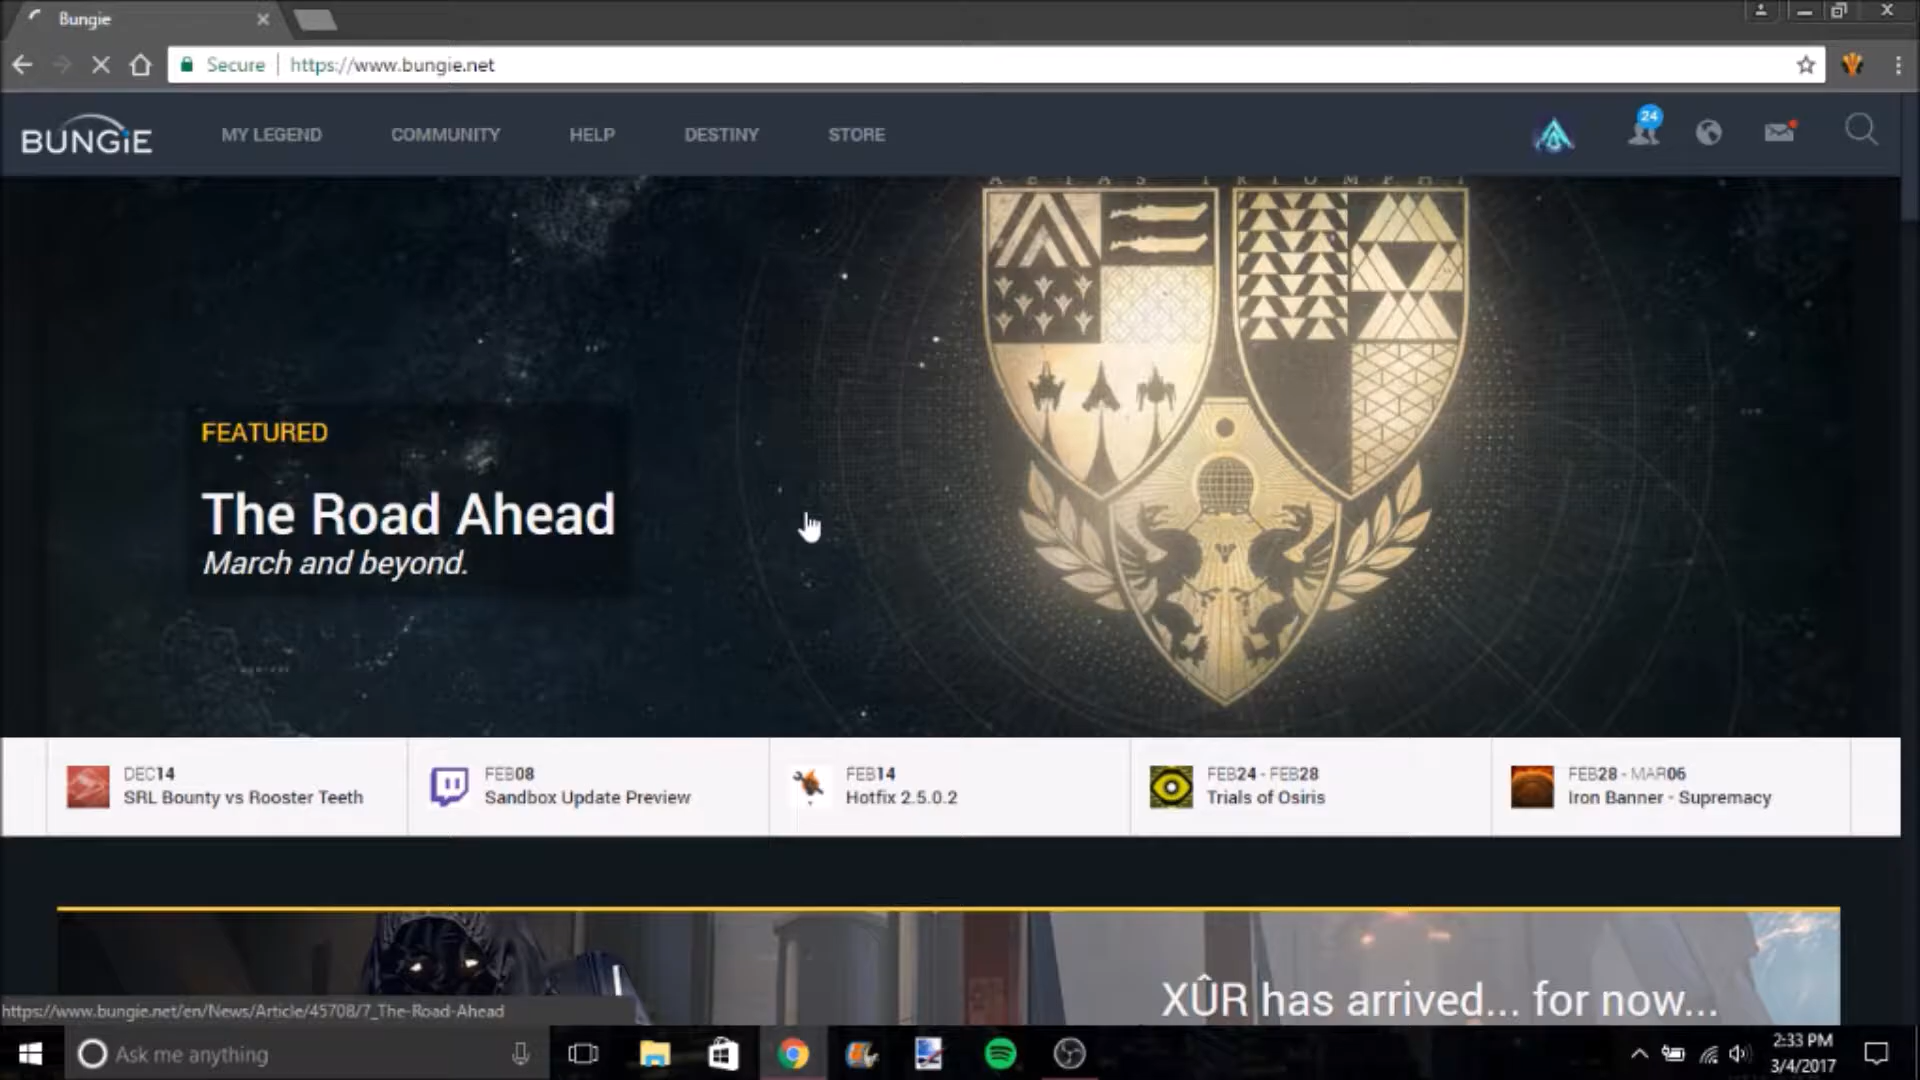 Bungie
Secure
https://www.bungie.net
BUNGiE
MY LEGEND
COMMUNITY
HELP
DESTINY
STORE
24
FEATURED
The Road Ahead
March and beyond.
DEC14
SRL Bounty vs Rooster Teeth
FEB08
Sandbox Update Preview
FEB14
Hotfix 2.5.0.2
FEB24 - FEB28
Trials of Osiris
FEB28 - MAR06
Iron Banner - Supremacy
XÛR has arrived... for now...
https://www.bungie.net/en/News/Article/45708/7_The-Road-Ahead
Ask me anything
2:33 PM
3/4/2017